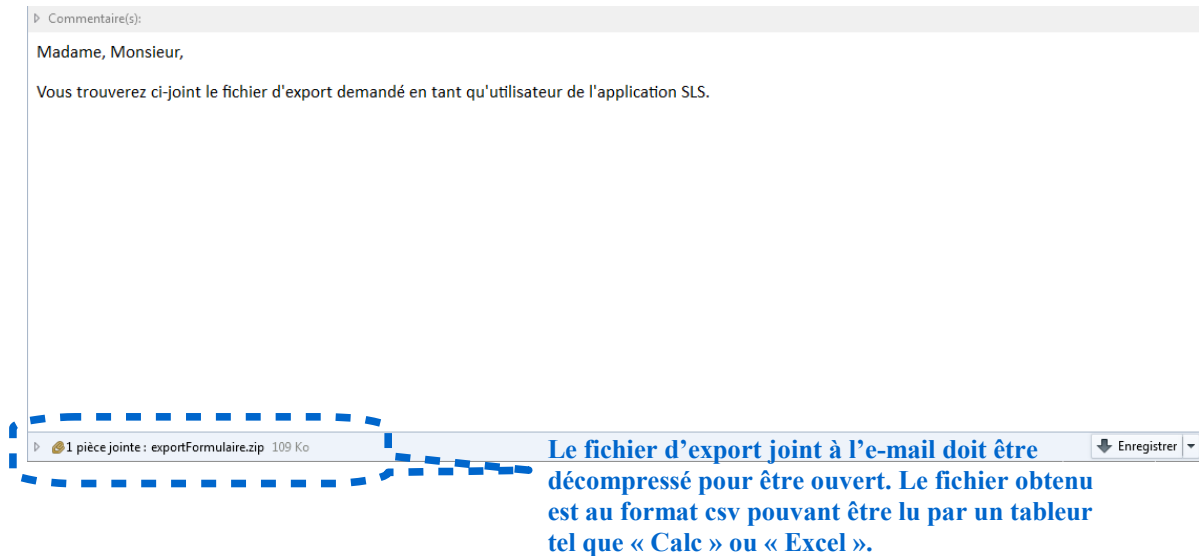 Commentaire(s):
Madame, Monsieur,
Vous trouverez ci-joint le fichier d'export demandé en tant qu'utilisateur de l'application SLS.
1 pièce jointe : exportFormulaire.zip 109 Ko
Enregistrer
Le fichier d’export joint à l’e-mail doit être
décompressé pour être ouvert. Le fichier obtenu
est au format csv pouvant être lu par un tableur
tel que « Calc » ou « Excel ».